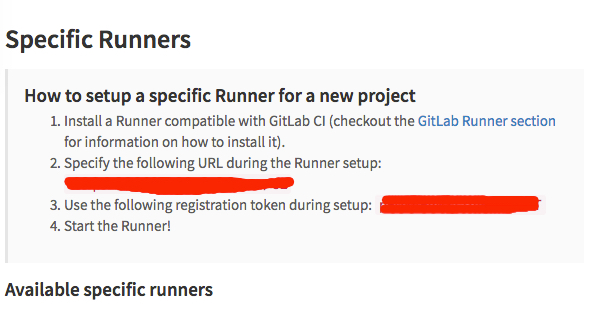 Specific Runners
How to setup a specific Runner for a new project
1. Install a Runner compatible with GitLab CI (checkout the GitLab Runner section
for information on how to install it).
2. Specify the following URL during the Runner setup:
3. Use the following registration token during setup:
4. Start the Runner!
Available specific runners